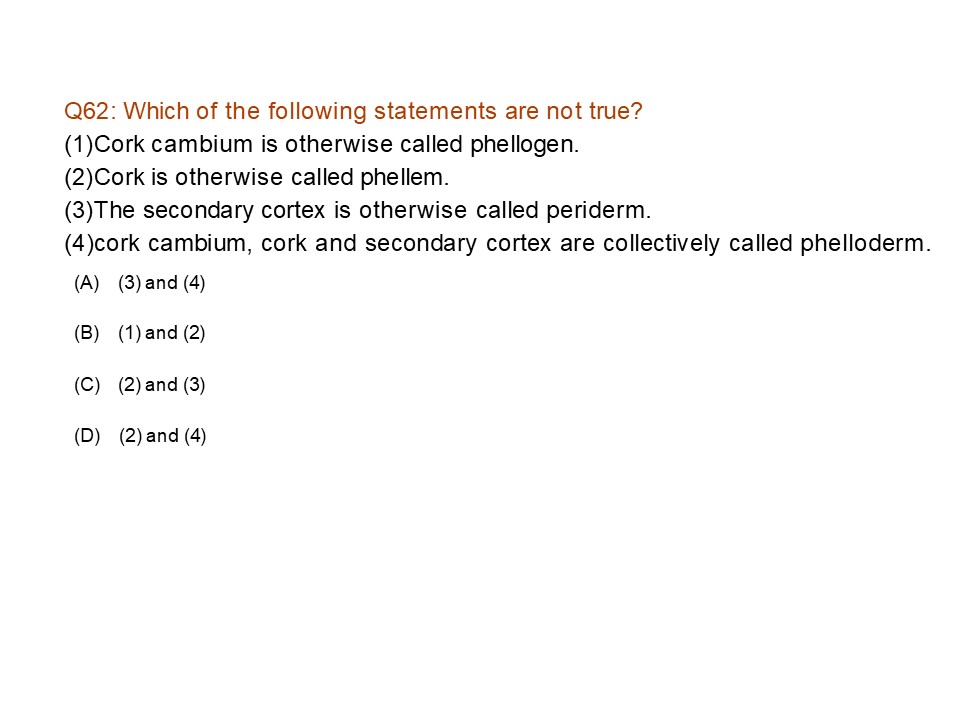 Q62: Which of the following statements are not true?
(1)Cork cambium is otherwise called phellogen.
(2)Cork is otherwise called phellem.
(3)The secondary cortex is otherwise called periderm.
(4)cork cambium, cork and secondary cortex are collectively called phelloderm.
(A) (3) and (4)
(B) (1) and (2)
(C) (2) and (3)
(D) (2) and (4)